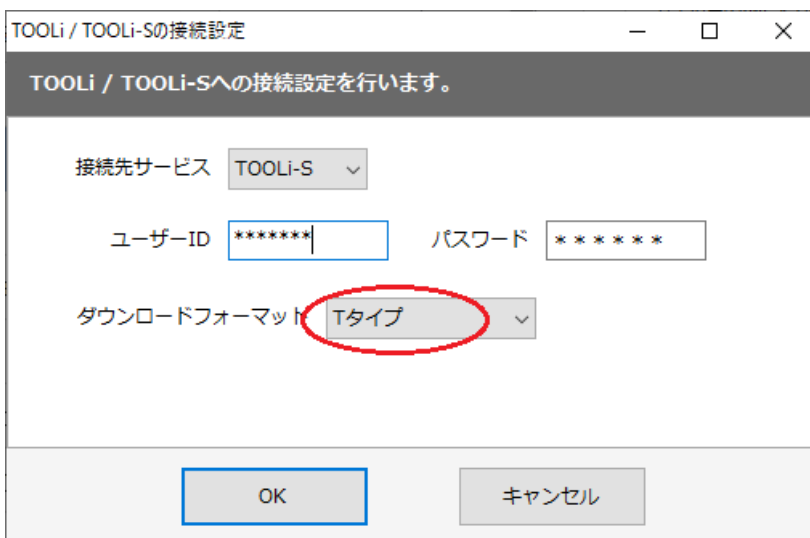 TOOLi / TOOLi-Sの接続設定
TOOLi / TOOLi-Sへの接続設定を行います。
接続先サービス TOOLi-S
ユーザーID ******* パスワード ******
ダウンロードフォーマット Tタイプ
OK キャンセル